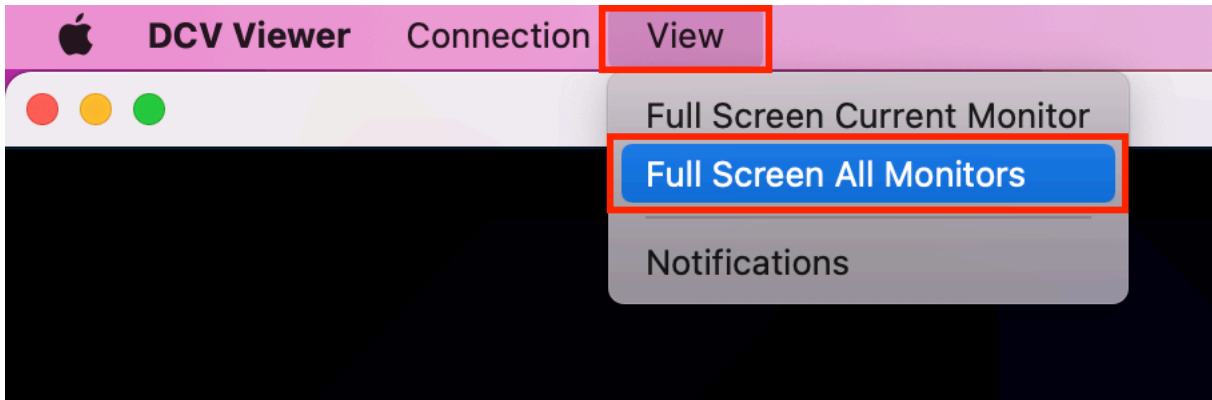 DCV Viewer Connection View
Full Screen Current Monitor
Full Screen All Monitors
Notifications